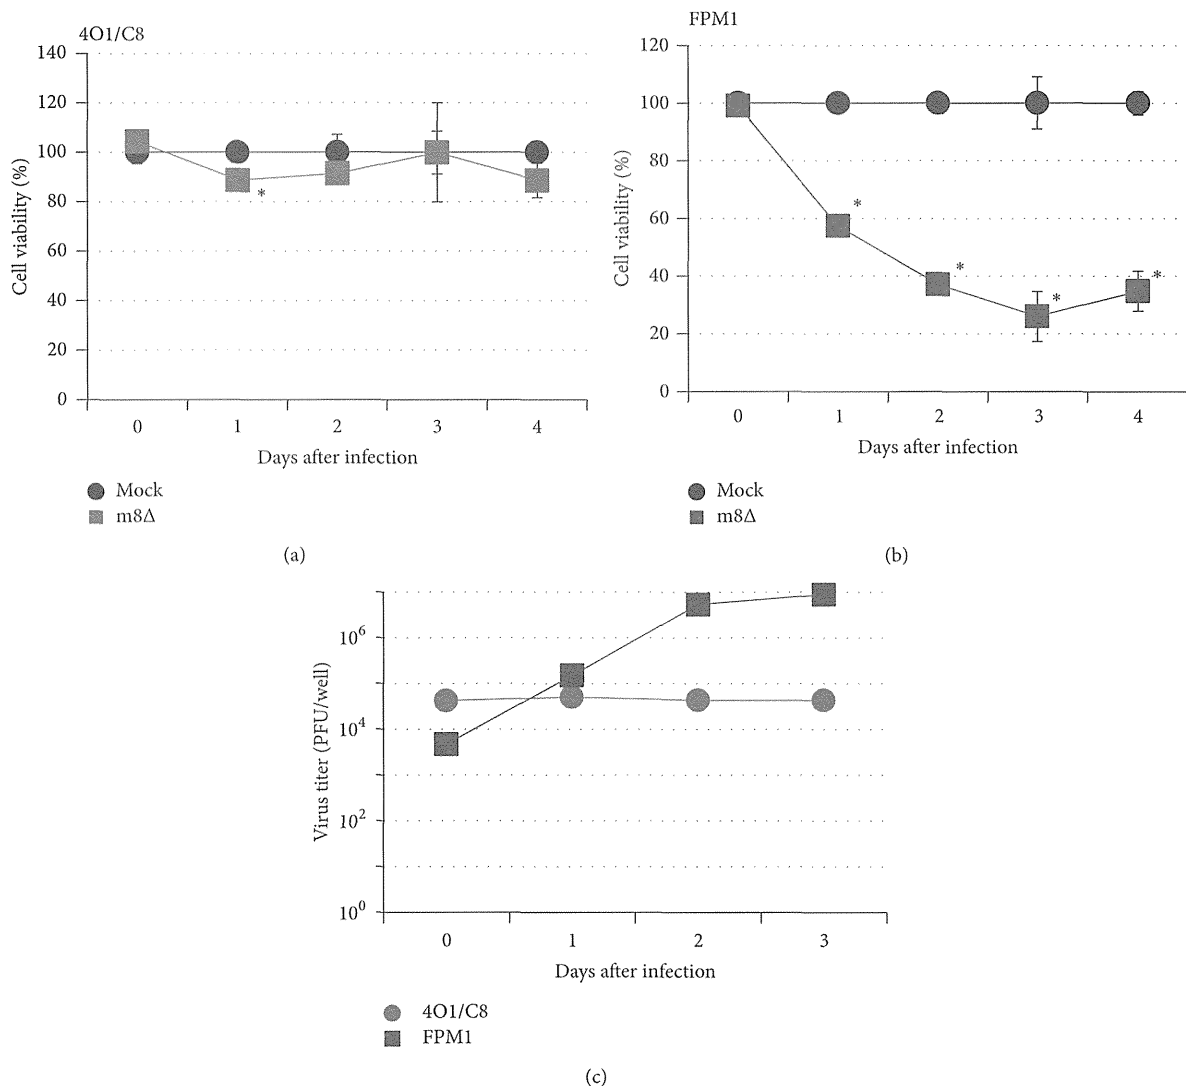 4O1/C8
140
120
100
80
60
40
20
0
Cell viability (%)
0 1 2 3 4
*
Days after infection
Mock
m8Δ
(a)
FPM1
120
100
80
60
40
20
0
Cell viability (%)
* * * *
0 1 2 3 4
Days after infection
Mock
m8Δ
(b)
10⁶
10⁴
10²
10⁰
Virus titer (PFU/well)
0 1 2 3
Days after infection
4O1/C8
FPM1
(c)